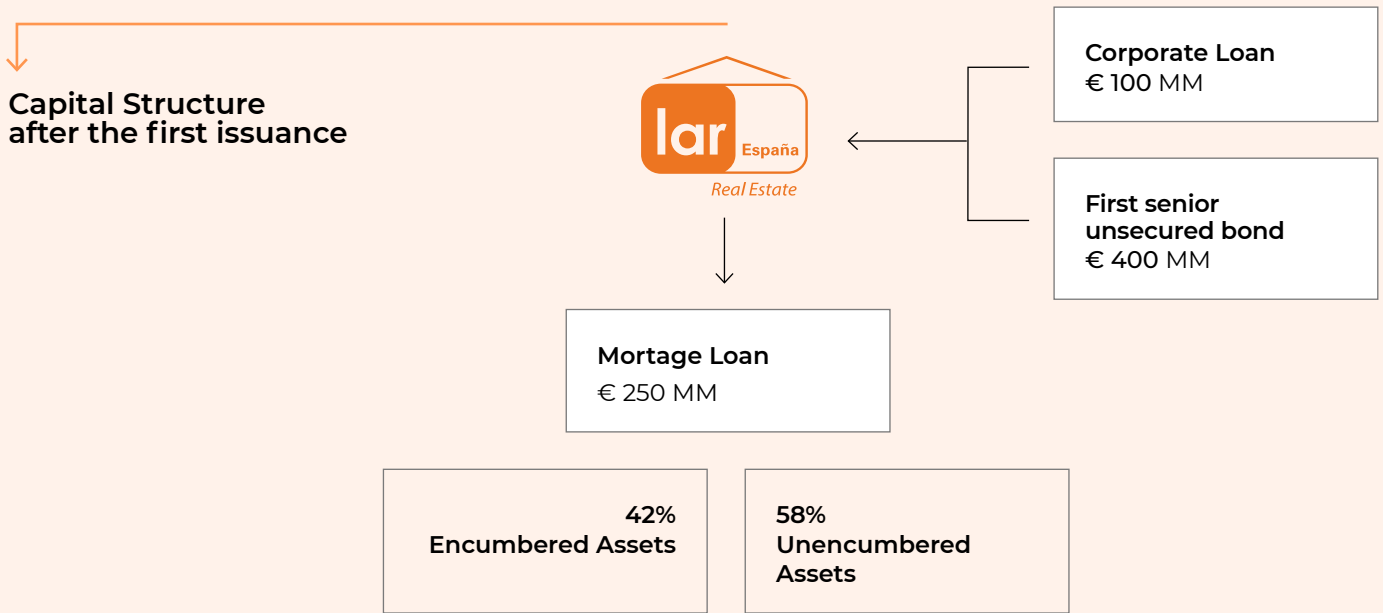 Capital Structure
after the first issuance
lar
España
Real Estate
Corporate Loan
€ 100 MM
First senior
unsecured bond
€ 400 MM
Mortage Loan
€ 250 MM
42%
Encumbered Assets
58%
Unencumbered
Assets